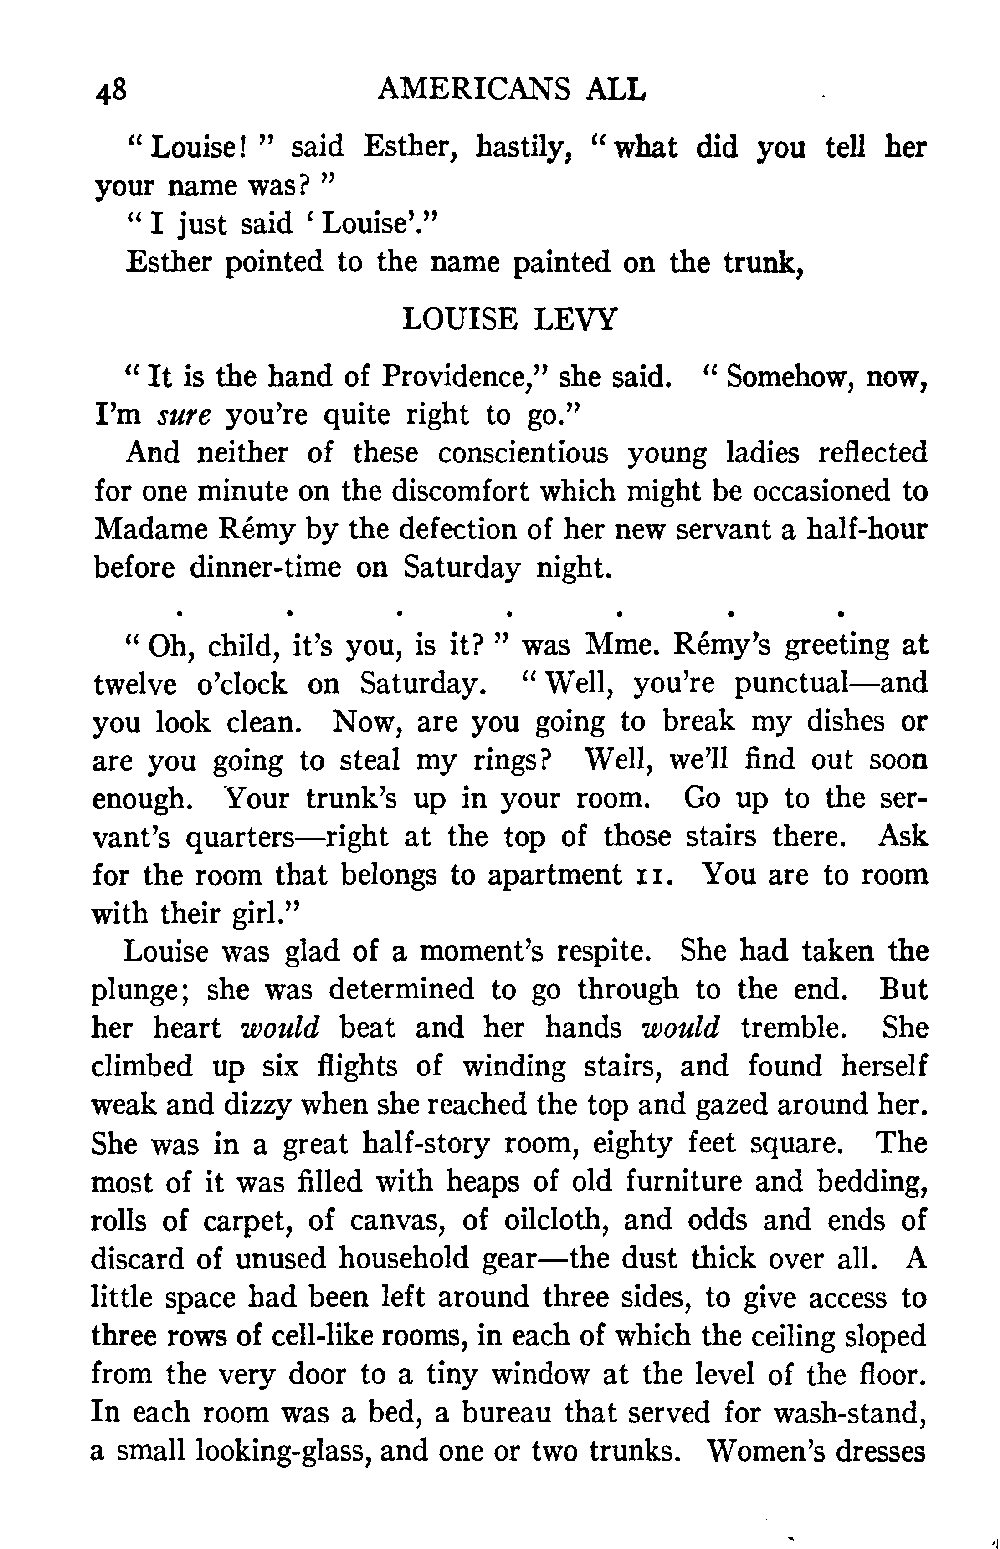 48 AMERICANS ALL
“ Louise! ” said Esther, hastily, “ what did you tell her
your name was? ”
“ I just said ‘ Louise’.”
Esther pointed to the name painted on the trunk,
LOUISE LEVY
“ It is the hand of Providence,” she said. “ Somehow, now,
I’m sure you’re quite right to go.”
And neither of these conscientious young ladies reflected
for one minute on the discomfort which might be occasioned to
Madame Rémy by the defection of her new servant a half-hour
before dinner-time on Saturday night.
. . . . . . .
“ Oh, child, it’s you, is it? ” was Mme. Rémy’s greeting at
twelve o’clock on Saturday. “ Well, you’re punctual—and
you look clean. Now, are you going to break my dishes or
are you going to steal my rings? Well, we’ll find out soon
enough. Your trunk’s up in your room. Go up to the ser-
vant’s quarters—right at the top of those stairs there. Ask
for the room that belongs to apartment 11. You are to room
with their girl.”
Louise was glad of a moment’s respite. She had taken the
plunge; she was determined to go through to the end. But
her heart would beat and her hands would tremble. She
climbed up six flights of winding stairs, and found herself
weak and dizzy when she reached the top and gazed around her.
She was in a great half-story room, eighty feet square. The
most of it was filled with heaps of old furniture and bedding,
rolls of carpet, of canvas, of oilcloth, and odds and ends of
discard of unused household gear—the dust thick over all. A
little space had been left around three sides, to give access to
three rows of cell-like rooms, in each of which the ceiling sloped
from the very door to a tiny window at the level of the floor.
In each room was a bed, a bureau that served for wash-stand,
a small looking-glass, and one or two trunks. Women’s dresses